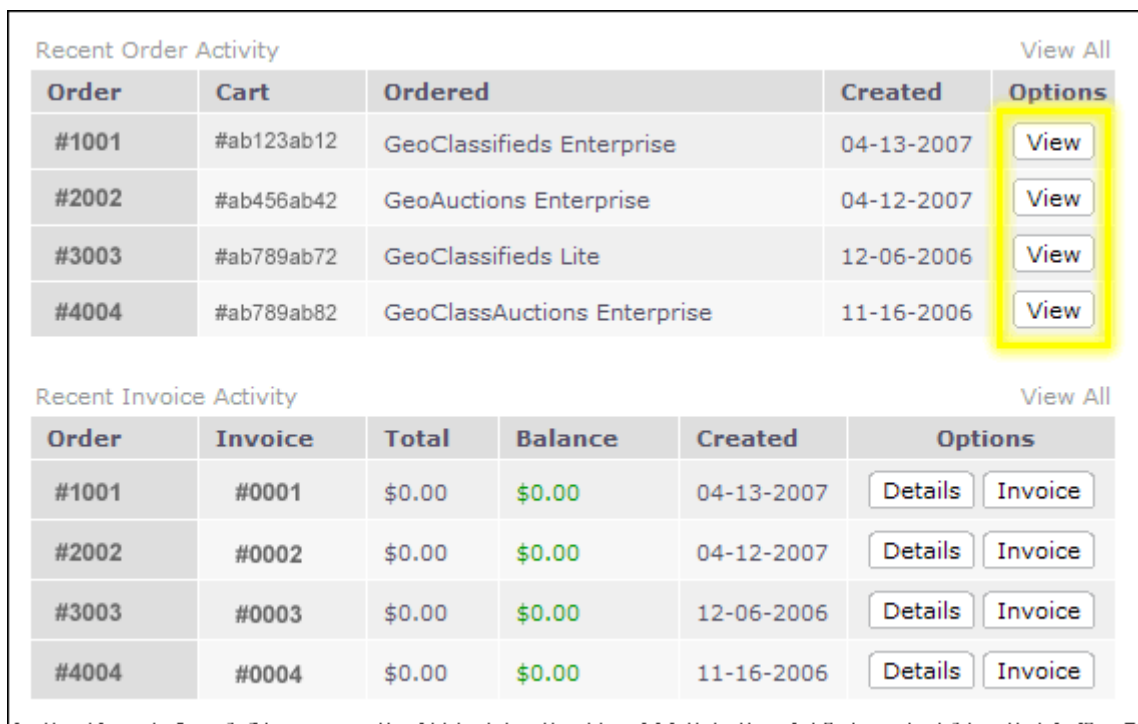 Recent Order Activity View All
Order Cart Ordered Created Options
#1001 #ab123ab12 GeoClassifieds Enterprise 04-13-2007 View
#2002 #ab456ab42 GeoAuctions Enterprise 04-12-2007 View
#3003 #ab789ab72 GeoClassifieds Lite 12-06-2006 View
#4004 #ab789ab82 GeoClassAuctions Enterprise 11-16-2006 View
Recent Invoice Activity View All
Order Invoice Total Balance Created Options
#1001 #0001 $0.00 $0.00 04-13-2007 Details Invoice
#2002 #0002 $0.00 $0.00 04-12-2007 Details Invoice
#3003 #0003 $0.00 $0.00 12-06-2006 Details Invoice
#4004 #0004 $0.00 $0.00 11-16-2006 Details Invoice